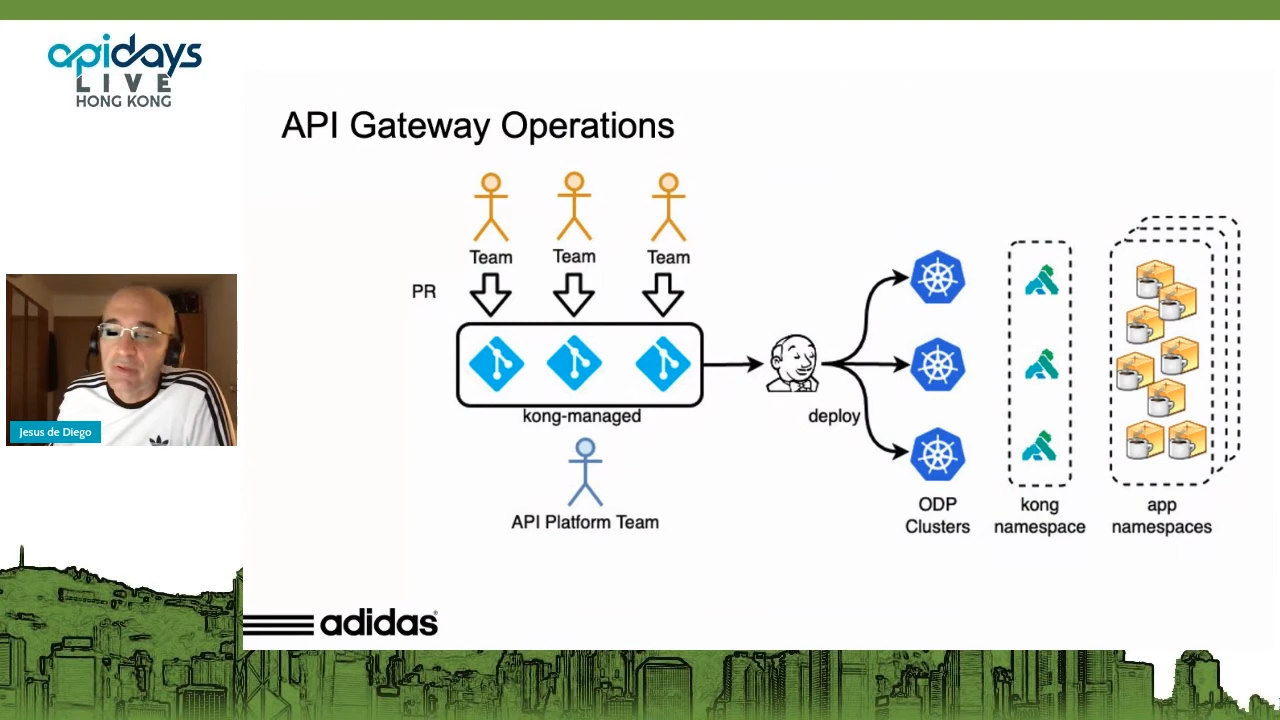 apidays
LIVE
HONG KONG
API Gateway Operations
Team
Team
Team
PR
kong-managed
deploy
API Platform Team
ODP
Clusters
kong
namespace
app
namespaces
Jesus de Diego
adidas